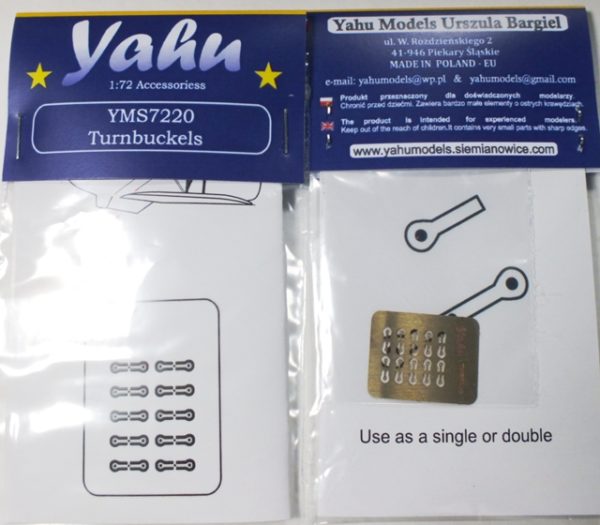 Yahu
1:72 Accessoriess
YMS7220
Turnbuckels
Yahu Models Urszula Bargiel
ul. W. Roździeńskiego 2
41-946 Piekary Śląskie
MADE IN POLAND - EU
e-mail: yahumodels@wp.pl & yahumodels@gmail.com
Produkt przeznaczony dla doświadczonych modelarzy.
Chronić przed dziećmi. Zawiera bardzo małe elementy o ostrych krawędziach.
The product is intended for experienced modelers.
Keep out of the reach of children.It contains very small parts with sharp edges.
www.yahumodels.siemianowice.com
Use as a single or double